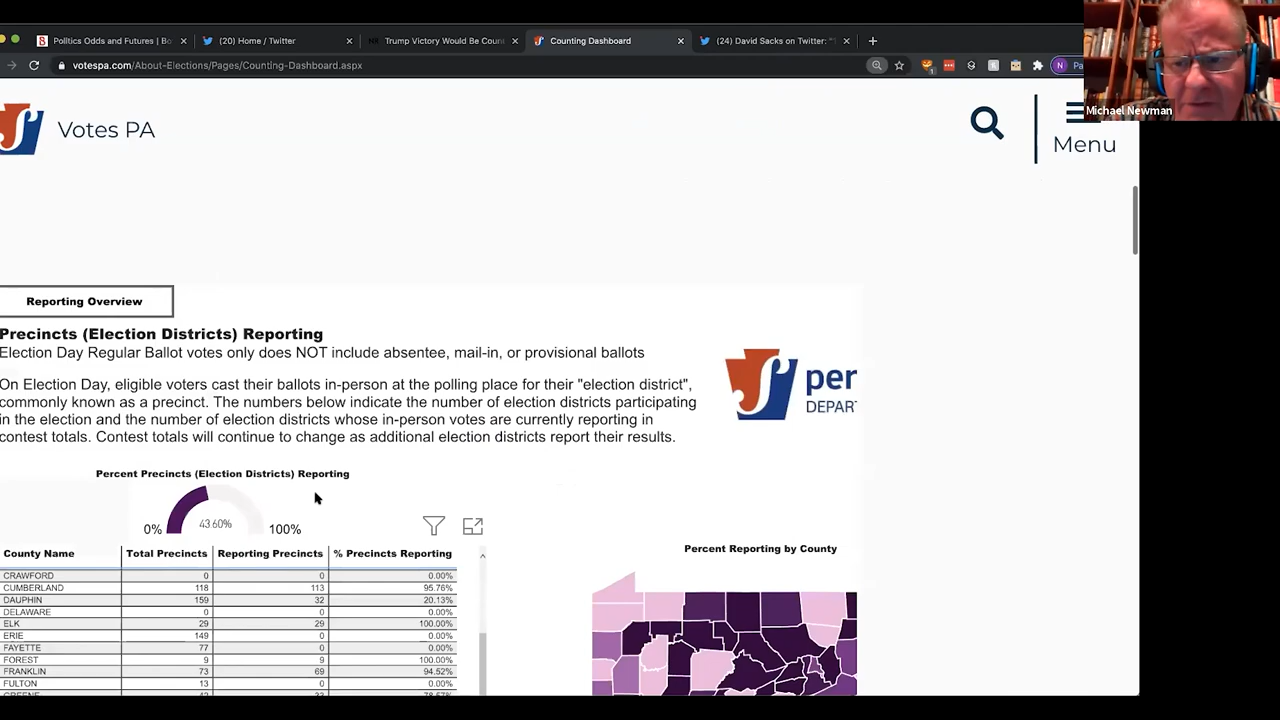 Politics Odds and Futures | Bo
(20) Home / Twitter
Trump Victory Would Be Coun
Counting Dashboard
(24) David Sacks on Twitter: "
votespa.com/About-Elections/Pages/Counting-Dashboard.aspx
Pa
Michael Newman
Votes PA
Menu
Reporting Overview
Precincts (Election Districts) Reporting
Election Day Regular Ballot votes only does NOT include absentee, mail-in, or provisional ballots
On Election Day, eligible voters cast their ballots in-person at the polling place for their "election district",
commonly known as a precinct. The numbers below indicate the number of election districts participating
in the election and the number of election districts whose in-person votes are currently reporting in
contest totals. Contest totals will continue to change as additional election districts report their results.
per
DEPAR
Percent Precincts (Election Districts) Reporting
0% 43.60% 100%
Percent Reporting by County
County Name Total Precincts Reporting Precincts % Precincts Reporting
CRAWFORD 0 0 0.00%
CUMBERLAND 118 113 95.76%
DAUPHIN 159 32 20.13%
DELAWARE 0 0 0.00%
ELK 29 29 100.00%
ERIE 149 0 0.00%
FAYETTE 77 0 0.00%
FOREST 9 9 100.00%
FRANKLIN 73 69 94.52%
FULTON 13 0 0.00%